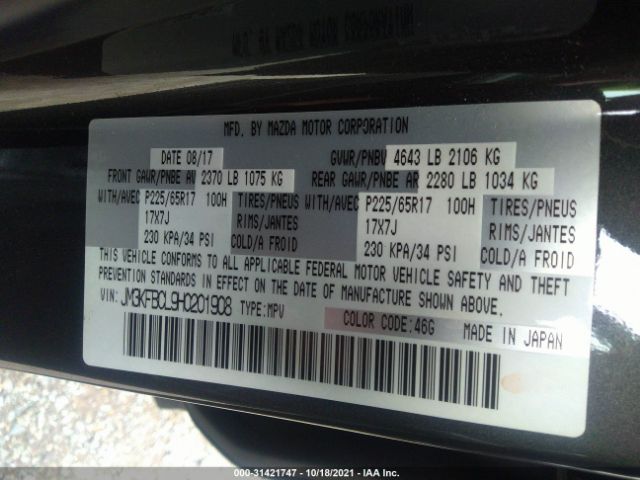 MFD. BY MAZDA MOTOR CORPORATION
DATE 08/17 GVWR/PNBV 4643 LB 2106 KG
FRONT GAWR/PNBE AV 2370 LB 1075 KG REAR GAWR/PNBE AR 2280 LB 1034 KG
WITH/AVEC P225/65R17 100H TIRES/PNEUS WITH/AVEC P225/65R17 100H TIRES/PNEUS
17X7J RIMS/JANTES 17X7J RIMS/JANTES
230 KPA/34 PSI COLD/A FROID 230 KPA/34 PSI COLD/A FROID
THIS VEHICLE CONFORMS TO ALL APPLICABLE FEDERAL MOTOR VEHICLE SAFETY AND THEFT
PREVENTION STANDARDS IN EFFECT ON THE DATE OF MANUFACTURE SHOWN ABOVE.
VIN: JM3KFBCL9H0201908 TYPE: MPV COLOR CODE: 46G MADE IN JAPAN
000-31421747 - 10/18/2021 - IAA Inc.